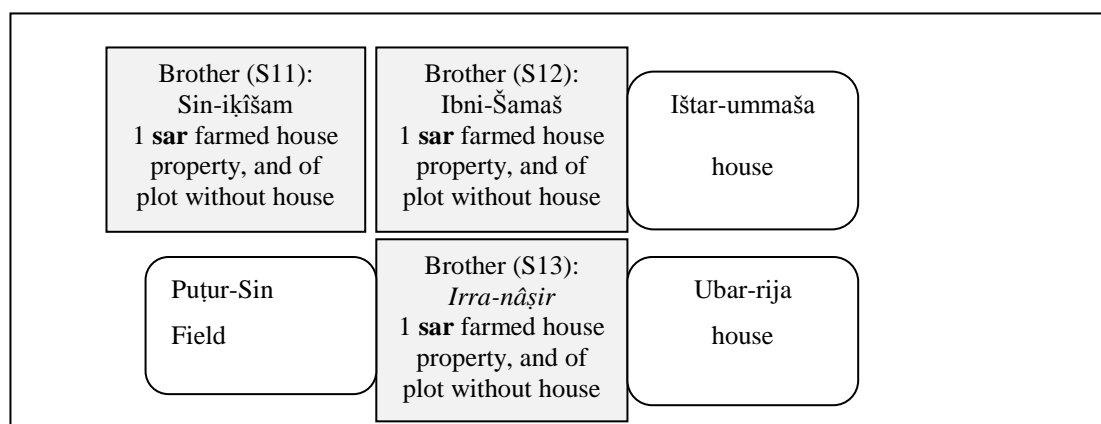 Brother (S11):
Sin-iḳîšam
1 sar farmed house
property, and of
plot without house
Brother (S12):
Ibni-Šamaš
1 sar farmed house
property, and of
plot without house
Ištar-ummaša
house
Puṭur-Sin
Field
Brother (S13):
Irra-nâṣir
1 sar farmed house
property, and of
plot without house
Ubar-rija
house